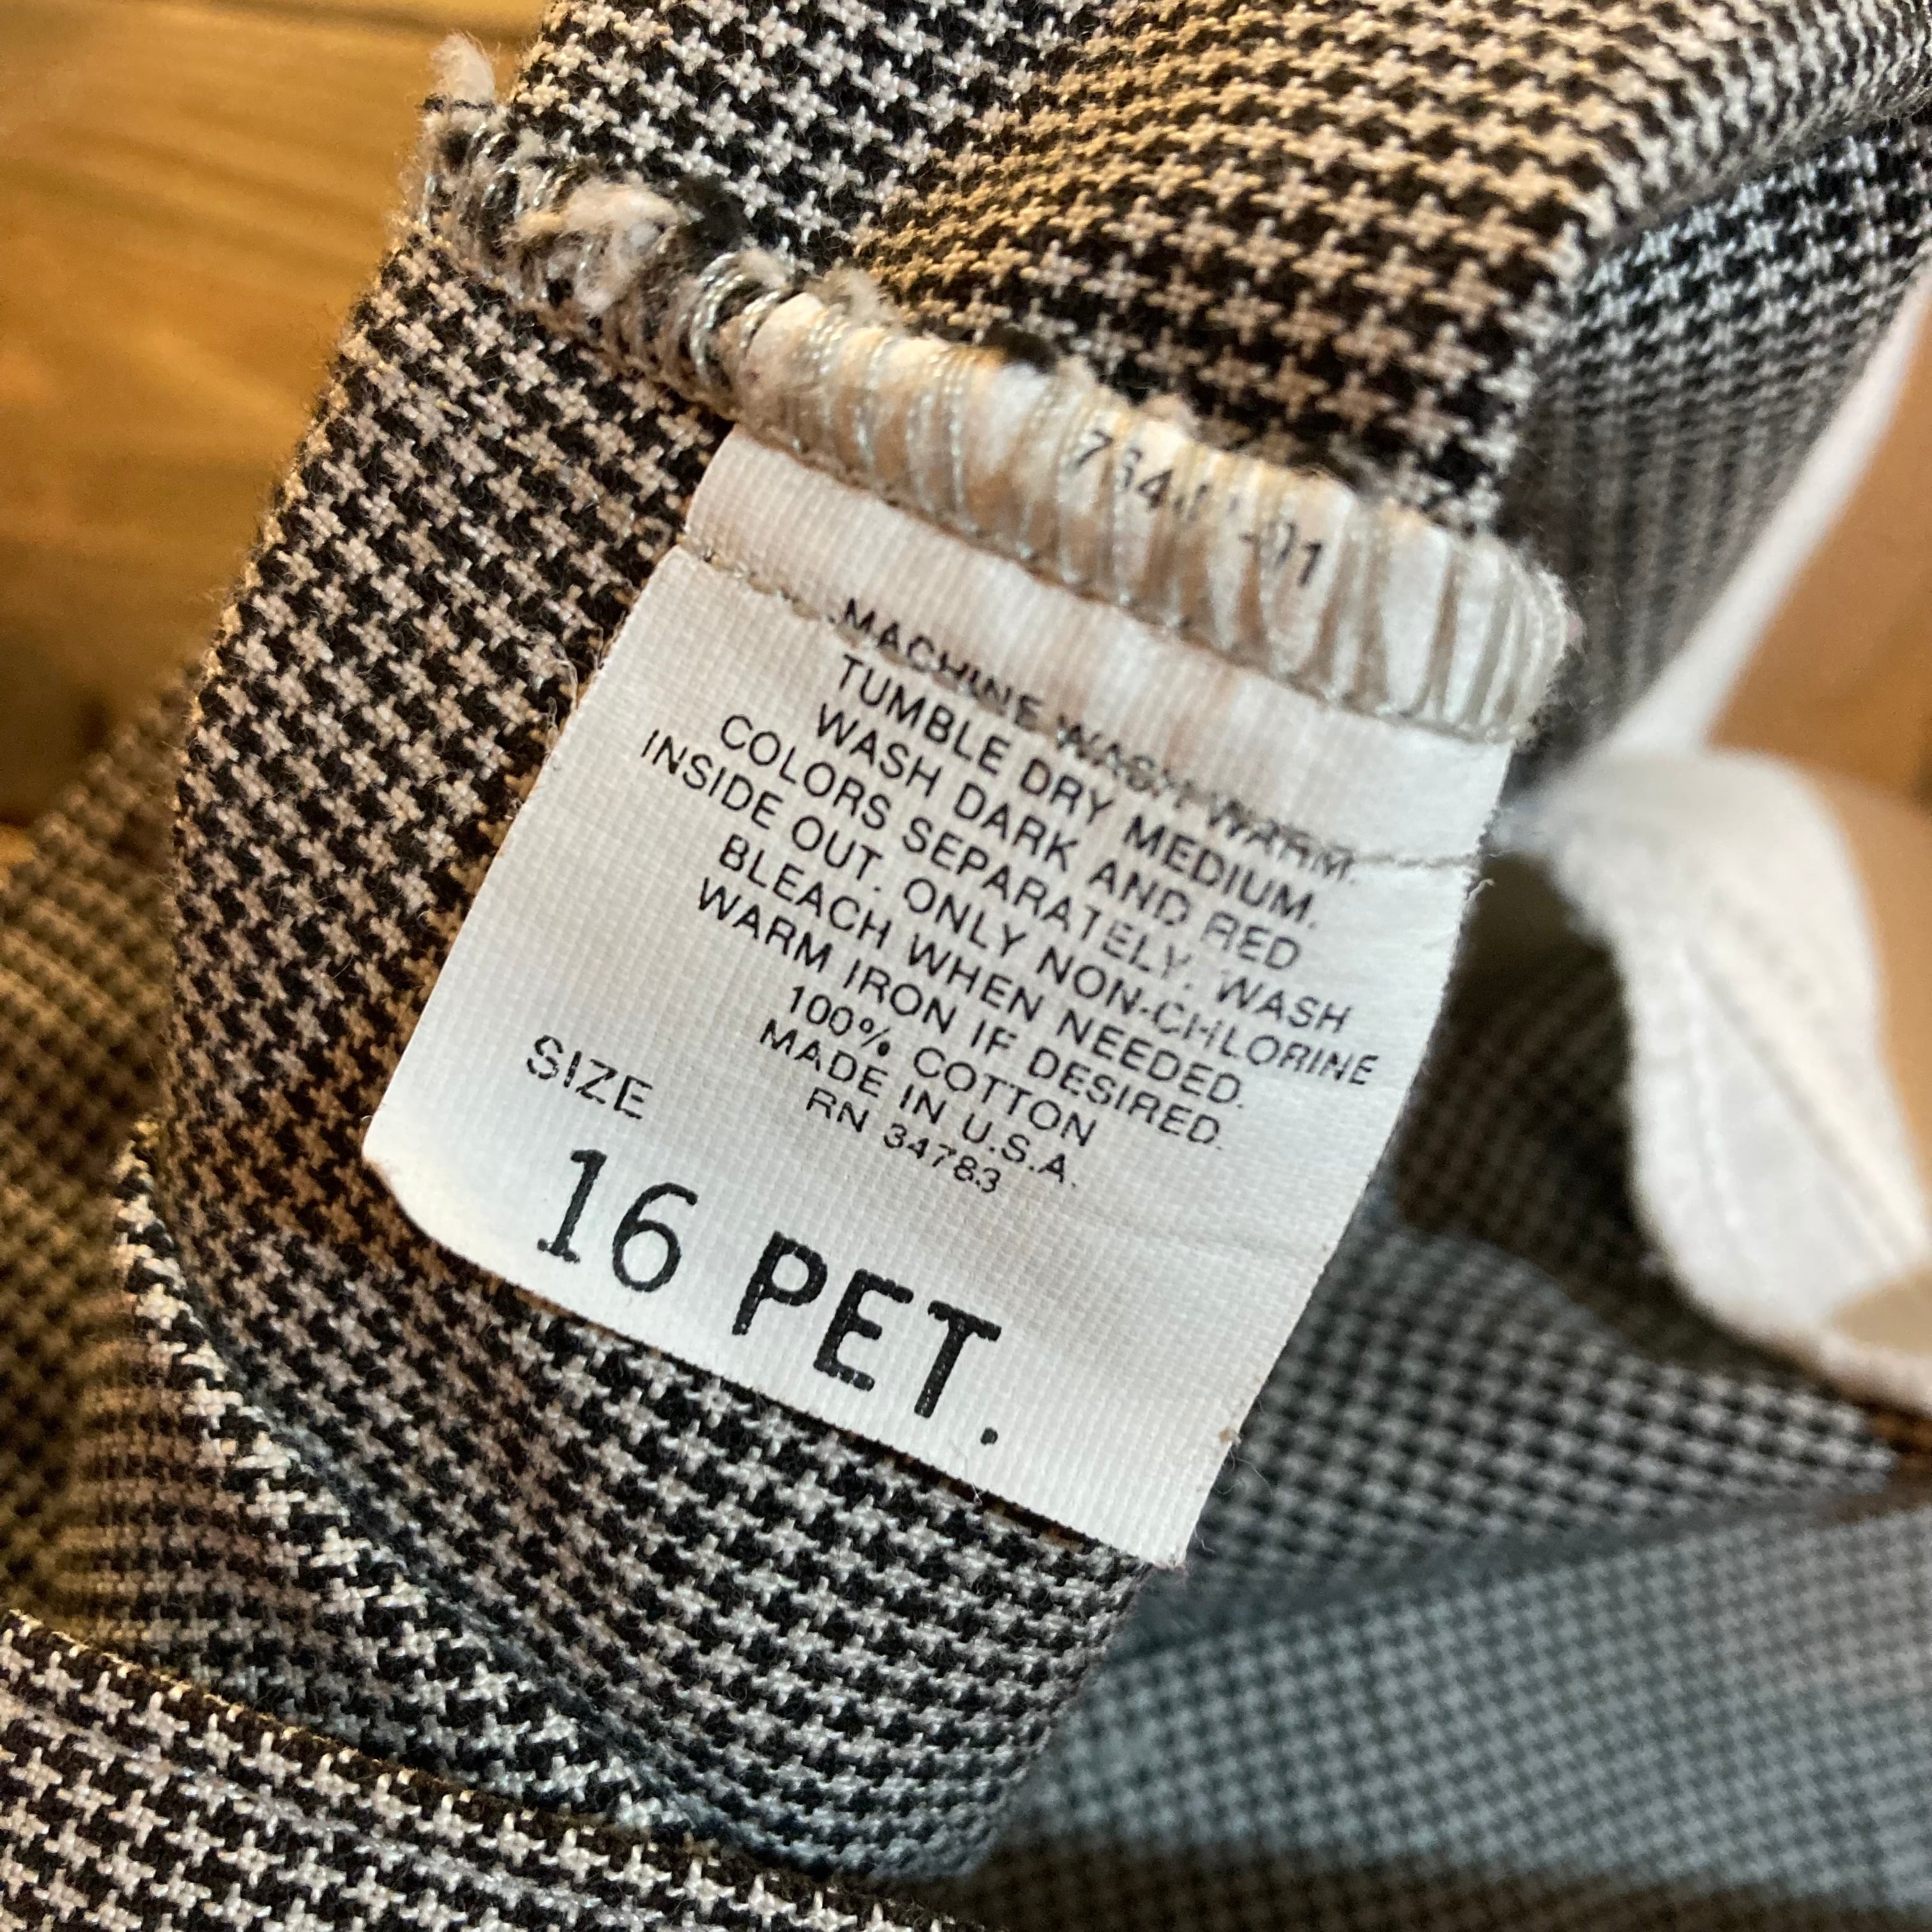 MACHINE WASH WARM.
TUMBLE DRY MEDIUM.
WASH DARK AND RED
COLORS SEPARATELY. WASH
INSIDE OUT. ONLY NON-CHLORINE
BLEACH WHEN NEEDED.
WARM IRON IF DESIRED.
100% COTTON
MADE IN U.S.A.
RN 34783
SIZE
16 PET.